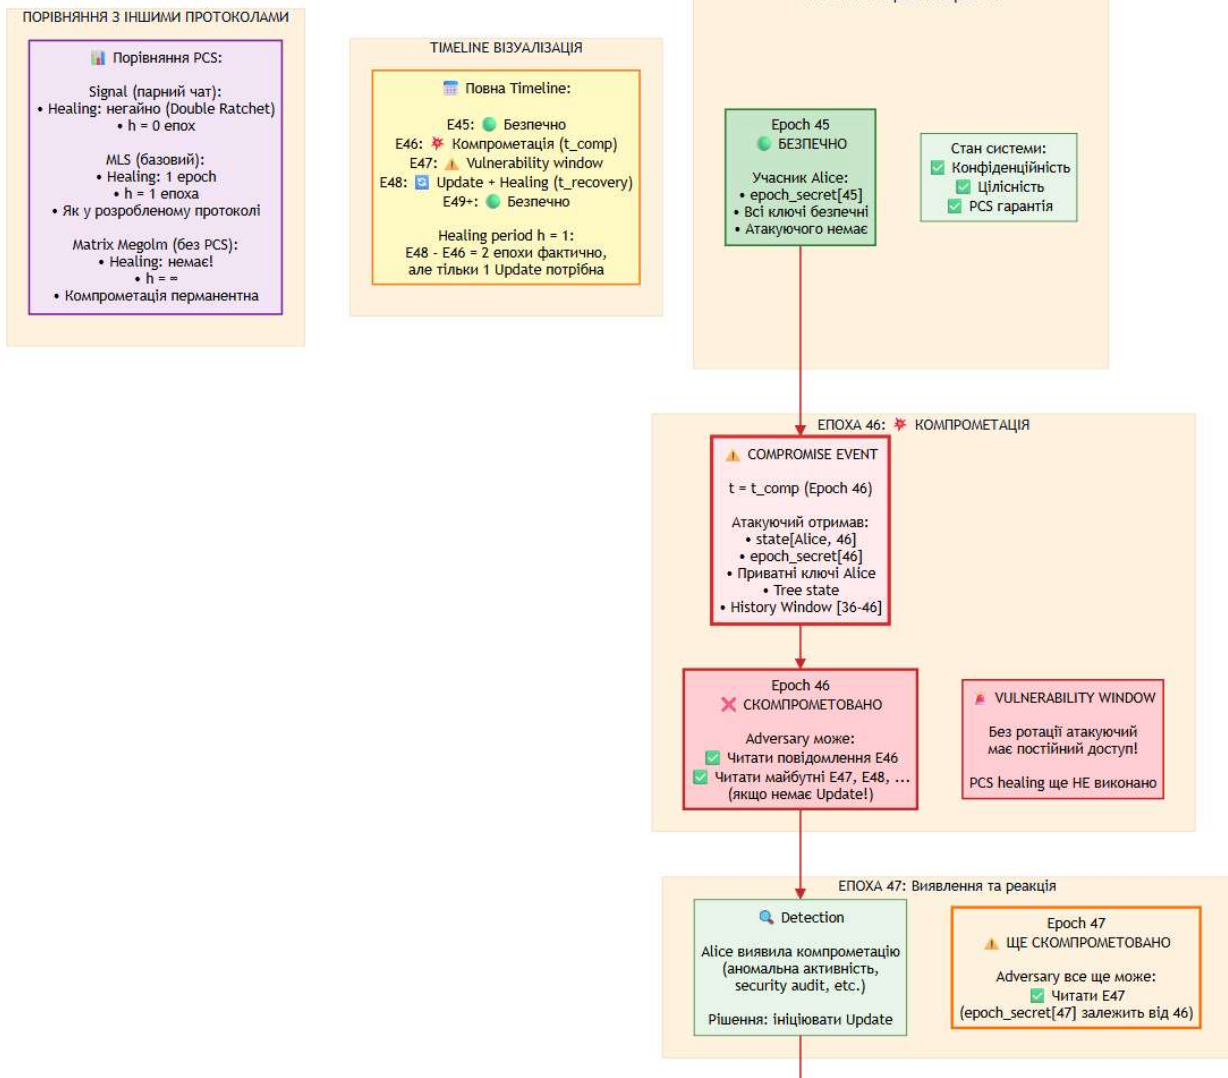 ПОРІВНЯННЯ З ІНШИМИ ПРОТОКОЛАМИ
📊 Порівняння PCS:
Signal (парний чат):
• Healing: негайно (Double Ratchet)
• h = 0 епох
MLS (базовий):
• Healing: 1 epoch
• h = 1 епоха
• Як у розробленому протоколі
Matrix Megolm (без PCS):
• Healing: немає!
• h = ∞
• Компрометація перманентна
TIMELINE ВІЗУАЛІЗАЦІЯ
📅 Повна Timeline:
E45: 🟢 Безпечно
E46: 💥 Компрометація (t_comp)
E47: ⚠️ Vulnerability window
E48: 🔄 Update + Healing (t_recovery)
E49+: 🟢 Безпечно
Healing period h = 1:
E48 - E46 = 2 епохи фактично,
але тільки 1 Update потрібна
Epoch 45
🟢 БЕЗПЕЧНО
Учасник Alice:
• epoch_secret[45]
• Всі ключі безпечні
• Атакуючого немає
Стан системи:
✅ Конфіденційність
✅ Цілісність
✅ PCS гарантія
ЕПОХА 46: 💥 КОМПРОМЕТАЦІЯ
⚠️ COMPROMISE EVENT
t = t_comp (Epoch 46)
Атакуючий отримав:
• state[Alice, 46]
• epoch_secret[46]
• Приватні ключі Alice
• Tree state
• History Window [36-46]
Epoch 46
❌ СКОМПРОМЕТОВАНО
Adversary може:
✅ Читати повідомлення E46
✅ Читати майбутні E47, E48, ...
(якщо немає Update!)
🚨 VULNERABILITY WINDOW
Без ротації атакуючий
має постійний доступ!
PCS healing ще НЕ виконано
ЕПОХА 47: Виявлення та реакція
🔍 Detection
Alice виявила компрометацію
(аномальна активність,
security audit, etc.)
Рішення: ініціювати Update
Epoch 47
⚠️ ЩЕ СКОМПРОМЕТОВАНО
Adversary все ще може:
✅ Читати E47
(epoch_secret[47] залежить від 46)